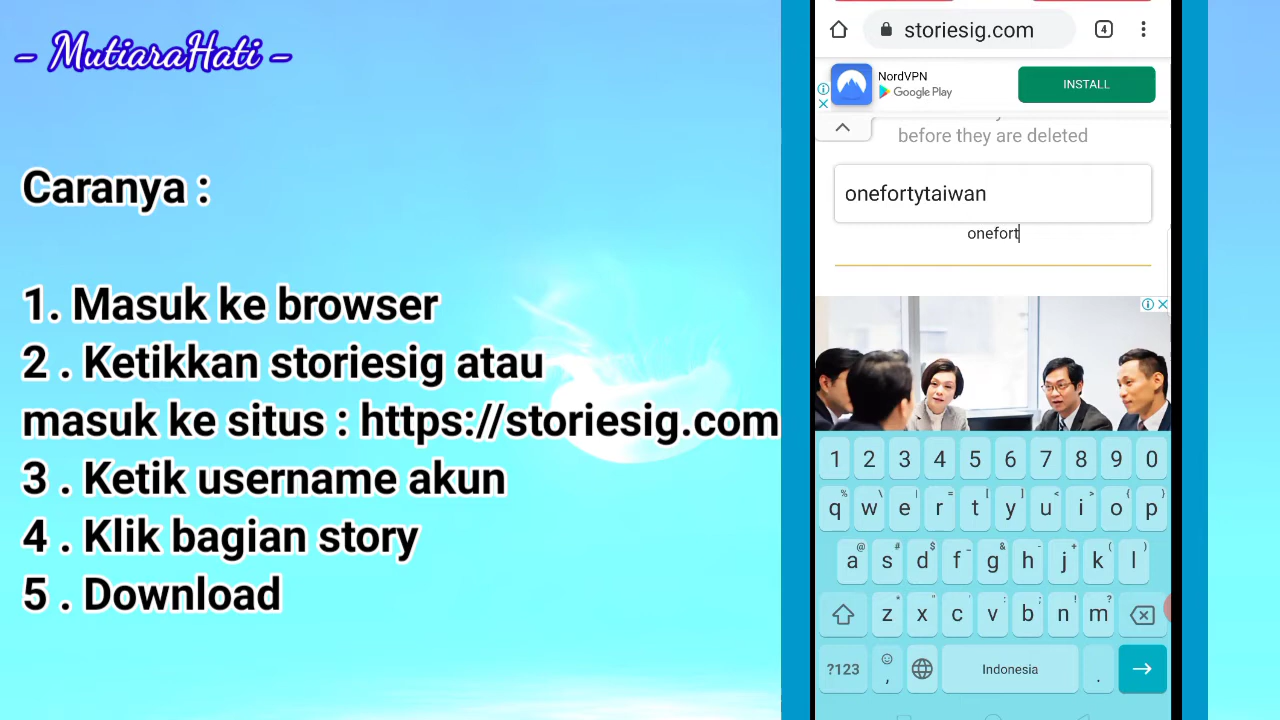 - MutiaraHati -
Caranya :
1. Masuk ke browser
2 . Ketikkan storiesig atau
masuk ke situs : https://storiesig.com
3 . Ketik username akun
4 . Klik bagian story
5 . Download
storiesig.com
4
NordVPN
Google Play
INSTALL
before they are deleted
onefortytaiwan
onefort
1 2 3 4 5 6 7 8 9 0
% \ | = [ ] < > { }
q w e r t y u i o p
@ # $ _ & - + ( )
a s d f g h j k l
* " ' : ; ! ?
z x c v b n m
?123 , Indonesia .